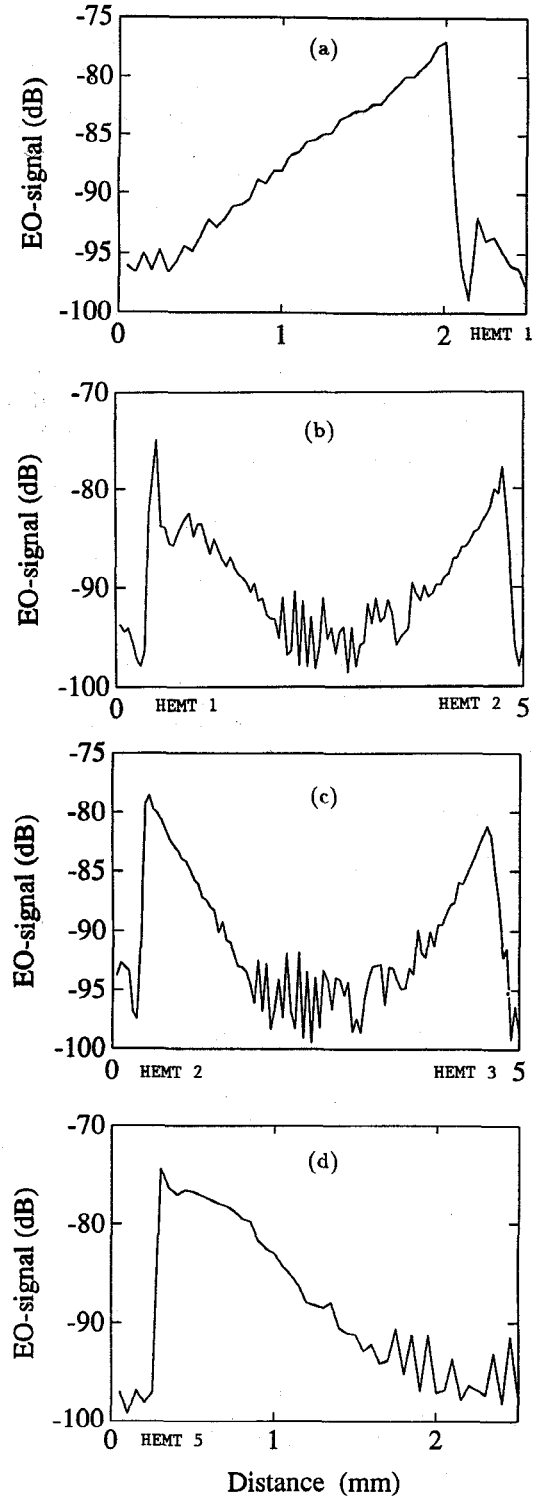 -75
(a)
-80
-85
-90
-95
-100
EO-signal (dB)
0
1
2
HEMT 1
-70
(b)
-80
-90
-100
EO-signal (dB)
0
HEMT 1
HEMT 2
5
-75
(c)
-80
-85
-90
-95
-100
EO-signal (dB)
0
HEMT 2
HEMT 3
5
-70
(d)
-80
-90
-100
EO-signal (dB)
0
HEMT 5
1
2
Distance (mm)